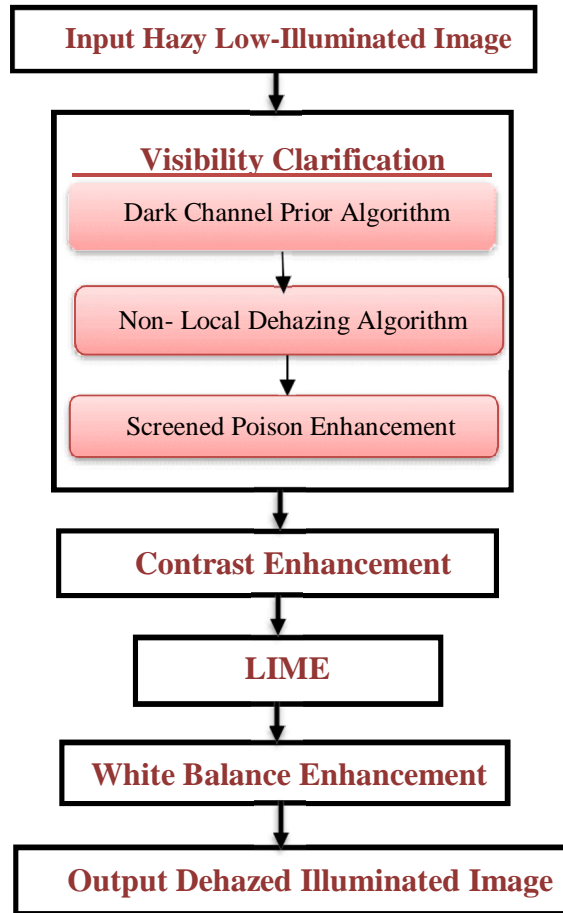 Input Hazy Low-Illuminated Image
Visibility Clarification
Dark Channel Prior Algorithm
Non- Local Dehazing Algorithm
Screened Poison Enhancement
Contrast Enhancement
LIME
White Balance Enhancement
Output Dehazed Illuminated Image